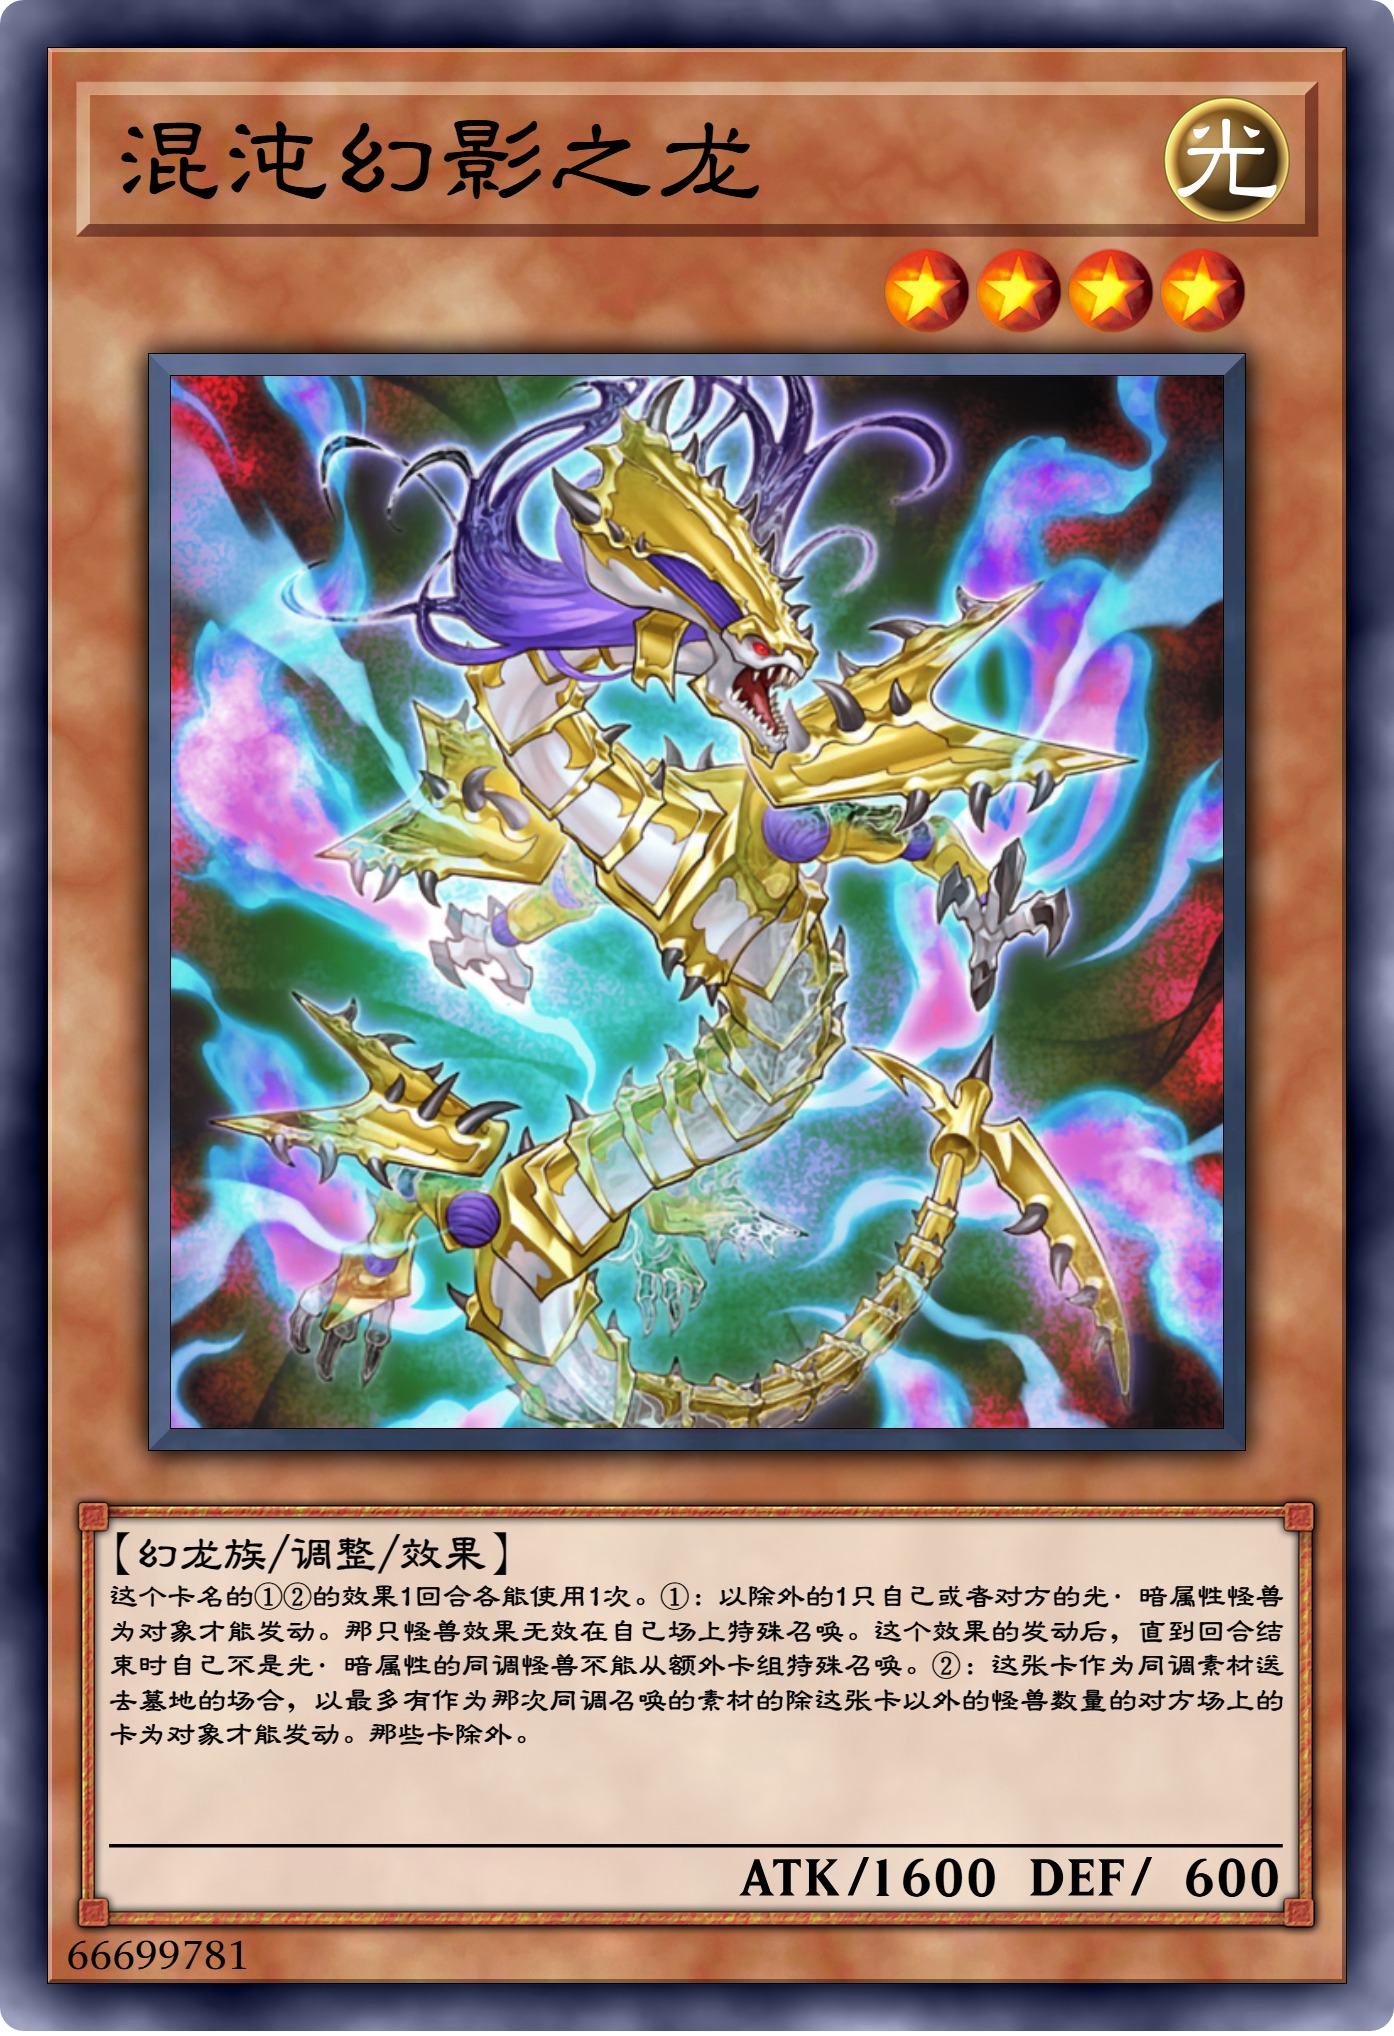 混沌幻影之龙
光
【幻龙族/调整/效果】
这个卡名的①②的效果1回合各能使用1次。①：以除外的1只自己或者对方的光·暗属性怪兽
为对象才能发动。那只怪兽效果无效在自己场上特殊召唤。这个效果的发动后，直到回合结
束时自己不是光·暗属性的同调怪兽不能从额外卡组特殊召唤。②：这张卡作为同调素材送
去墓地的场合，以最多有作为那次同调召唤的素材的除这张卡以外的怪兽数量的对方场上的
卡为对象才能发动。那些卡除外。
ATK/1600 DEF/ 600
66699781